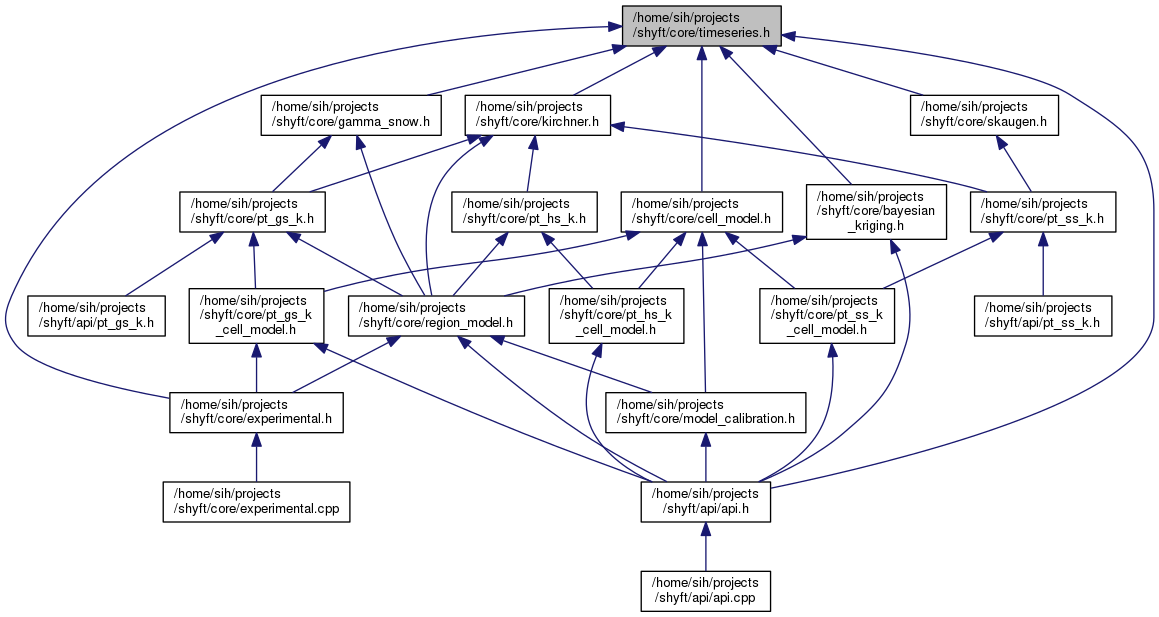 /home/sih/projects
/shyft/core/timeseries.h
/home/sih/projects
/shyft/core/gamma_snow.h
/home/sih/projects
/shyft/core/kirchner.h
/home/sih/projects
/shyft/core/skaugen.h
/home/sih/projects
/shyft/core/pt_gs_k.h
/home/sih/projects
/shyft/core/pt_hs_k.h
/home/sih/projects
/shyft/core/cell_model.h
/home/sih/projects
/shyft/core/bayesian
_kriging.h
/home/sih/projects
/shyft/core/pt_ss_k.h
/home/sih/projects
/shyft/api/pt_gs_k.h
/home/sih/projects
/shyft/core/pt_gs_k
_cell_model.h
/home/sih/projects
/shyft/core/region_model.h
/home/sih/projects
/shyft/core/pt_hs_k
_cell_model.h
/home/sih/projects
/shyft/core/pt_ss_k
_cell_model.h
/home/sih/projects
/shyft/api/pt_ss_k.h
/home/sih/projects
/shyft/core/experimental.h
/home/sih/projects
/shyft/core/model_calibration.h
/home/sih/projects
/shyft/core/experimental.cpp
/home/sih/projects
/shyft/api/api.h
/home/sih/projects
/shyft/api/api.cpp